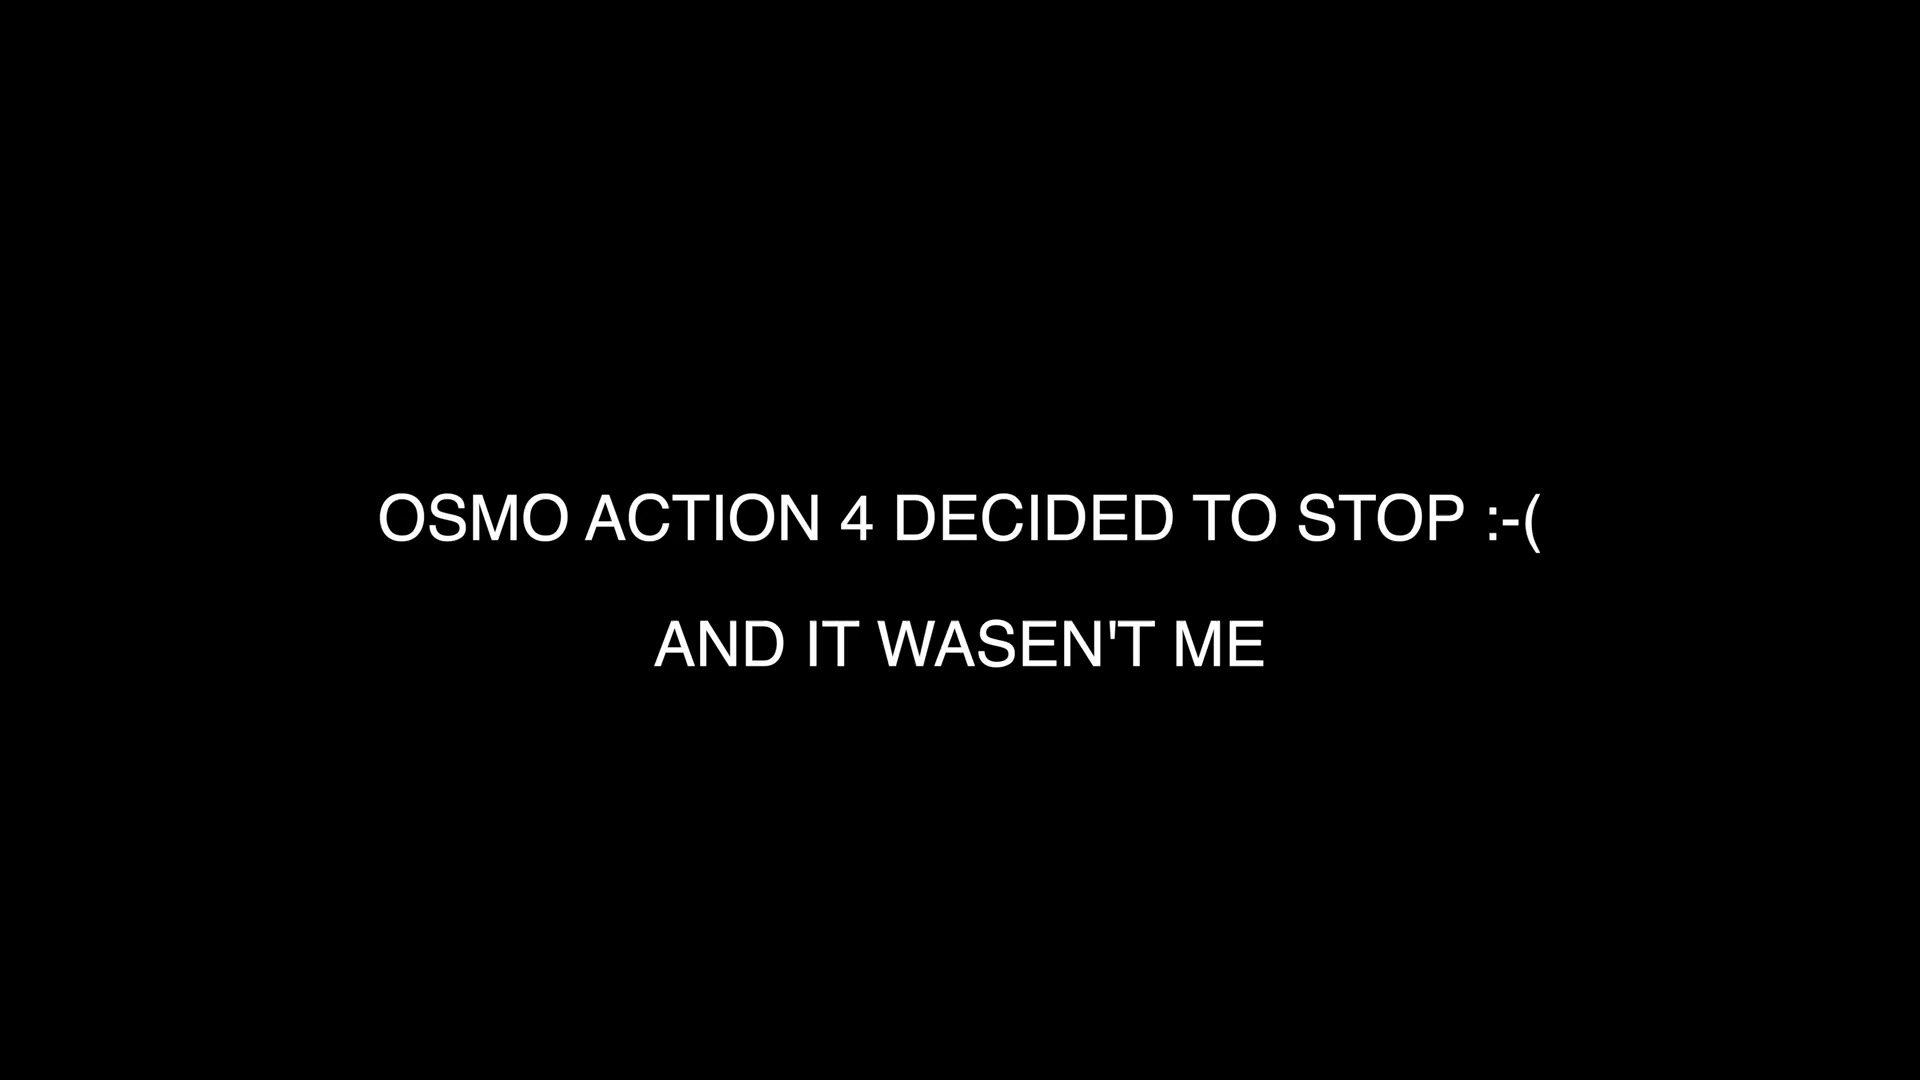 OSMO ACTION 4 DECIDED TO STOP :-(
AND IT WASEN'T ME